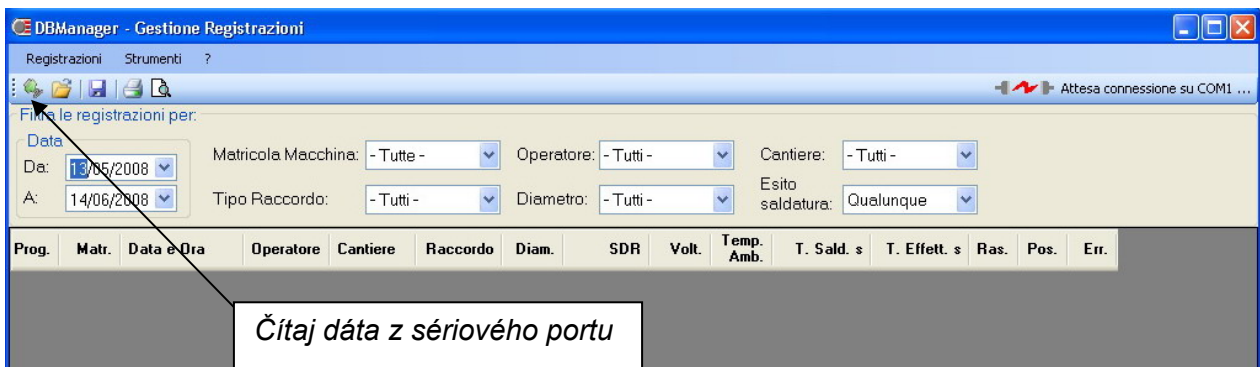 DBManager - Gestione Registrazioni
Registrazioni Strumenti ?
Attesa connessione su COM1 ...
Filtra le registrazioni per:
Data
Da: 13/05/2008
A: 14/06/2008
Matricola Macchina: - Tutte -
Operatore: - Tutti -
Cantiere: - Tutti -
Tipo Raccordo: - Tutti -
Diametro: - Tutti -
Esito saldatura: Qualunque
Prog. Matr. Data e Ora Operatore Cantiere Raccordo Diam. SDR Volt. Temp. Amb. T. Sald. s T. Effett. s Ras. Pos. Err.
Čítaj dáta z sériového portu